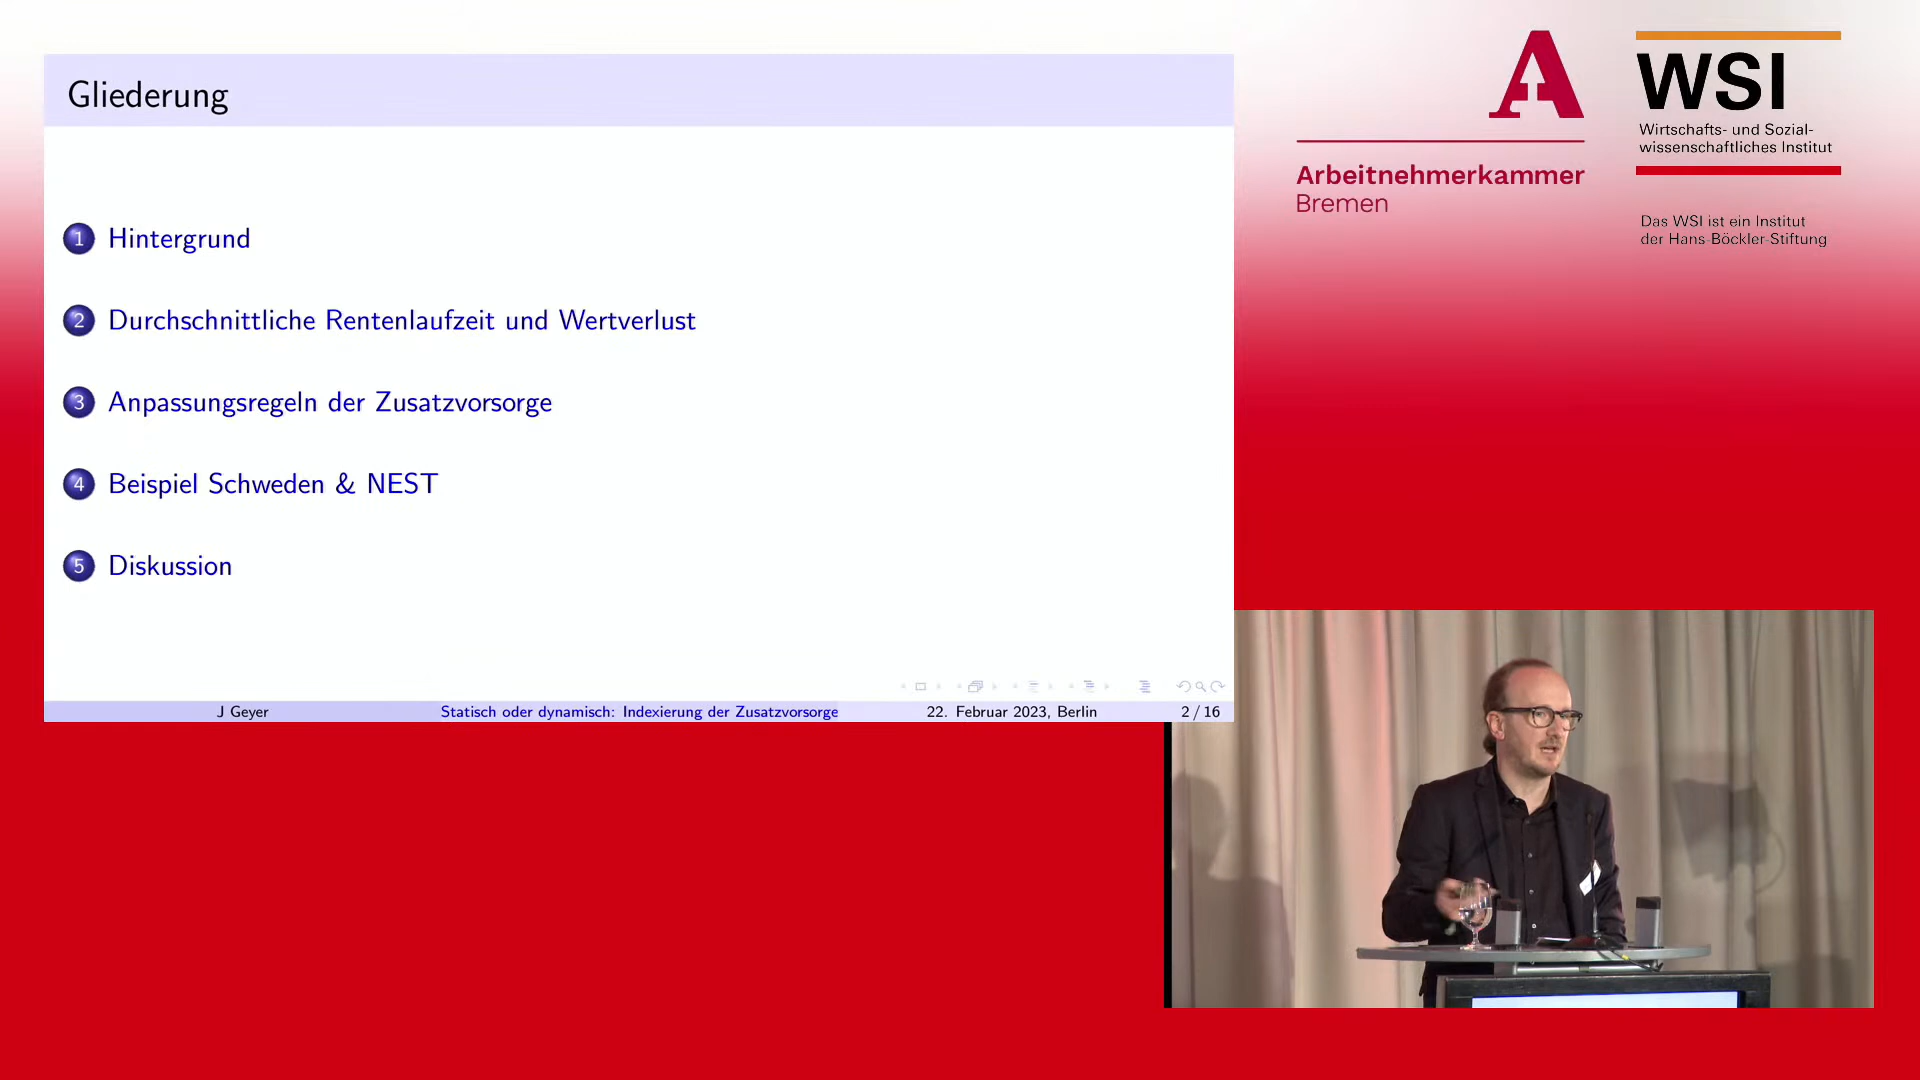 Gliederung
1 Hintergrund
2 Durchschnittliche Rentenlaufzeit und Wertverlust
3 Anpassungsregeln der Zusatzvorsorge
4 Beispiel Schweden & NEST
5 Diskussion
J Geyer
Statisch oder dynamisch: Indexierung der Zusatzvorsorge
22. Februar 2023, Berlin
2 / 16
A
Arbeitnehmerkammer
Bremen
WSI
Wirtschafts- und Sozial-
wissenschaftliches Institut
Das WSI ist ein Institut
der Hans-Böckler-Stiftung